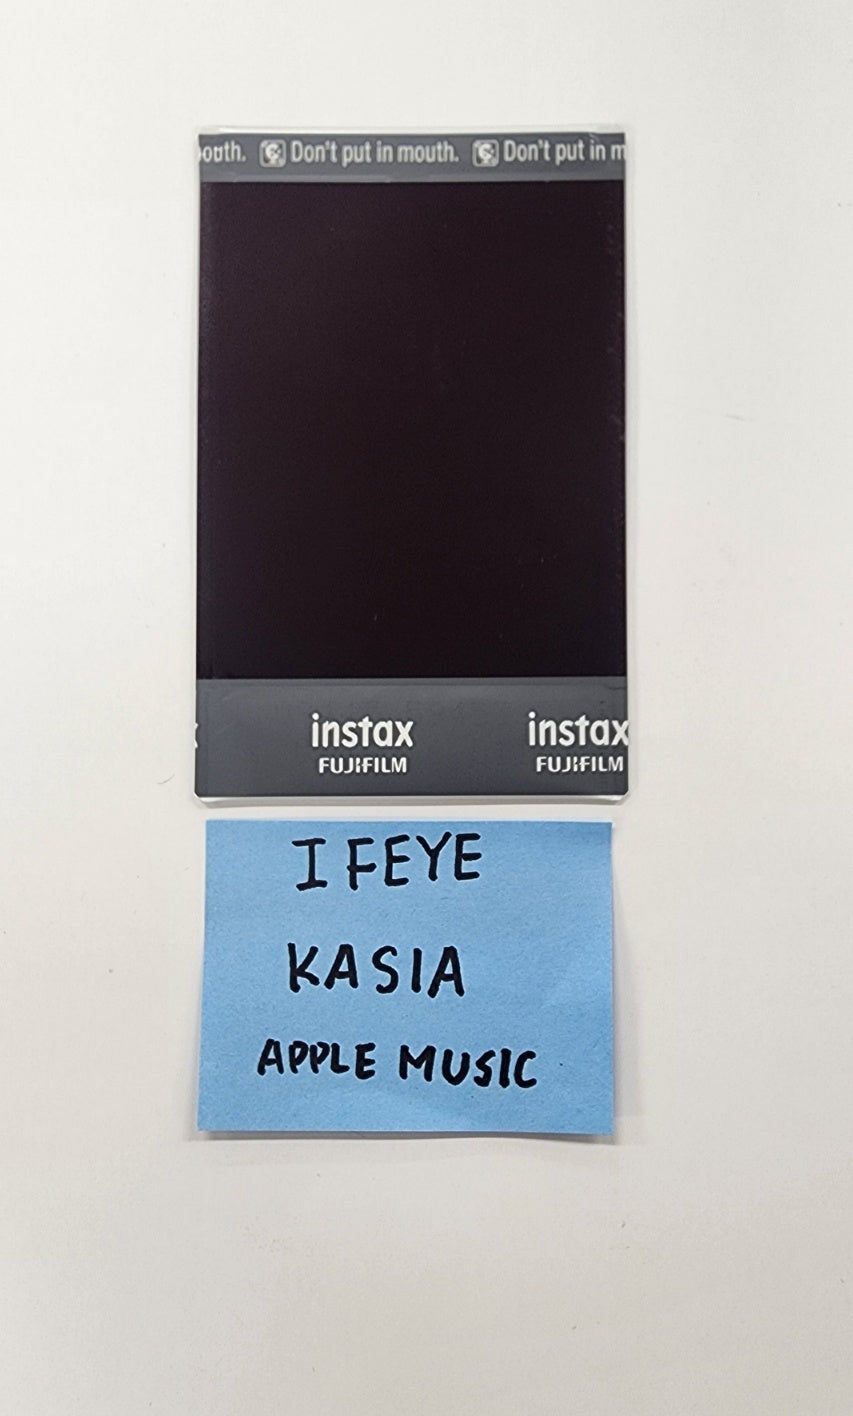 outh. Don't put in mouth. Don't put in m
instax instax
FUJIFILM FUJIFILM
IFEYE
KASIA
APPLE MUSIC